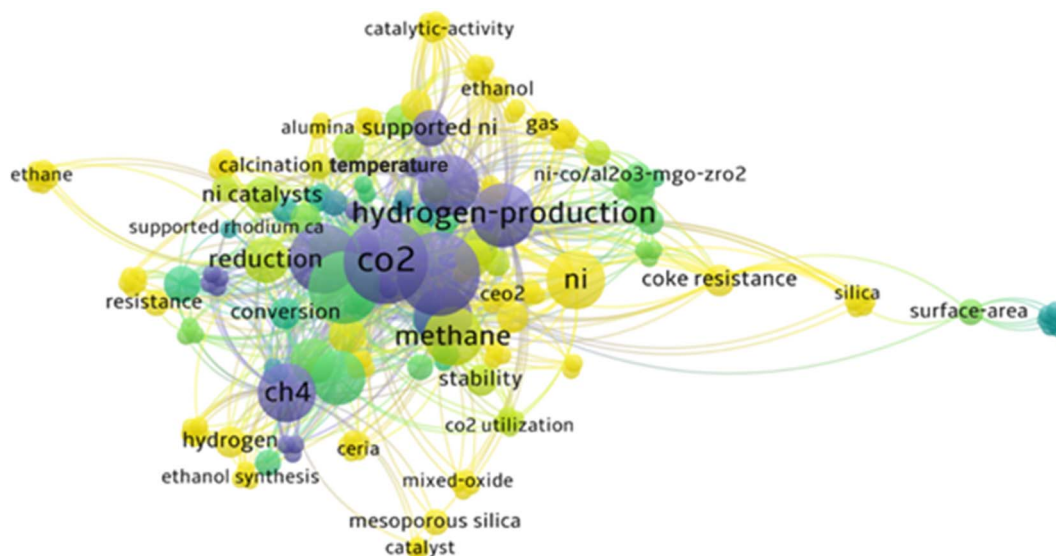 catalytic-activity
ethanol
alumina
supported ni
gas
calcination temperature
ni-co/al2o3-mgo-zro2
ethane
ni catalysts
hydrogen-production
supported rhodium ca
reduction
co2
ni
coke resistance
ceo2
silica
resistance
conversion
surface-area
methane
stability
ch4
co2 utilization
hydrogen
ceria
ethanol synthesis
mixed-oxide
mesoporous silica
catalyst